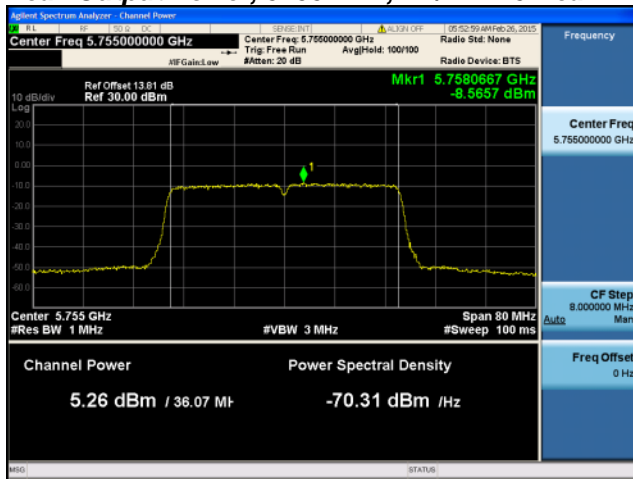 Agilent Spectrum Analyzer - Channel Power
RL RF 50 Ω DC SENSE:INT ALIGN OFF 05:52:59 AM Feb 26, 2015
Center Freq 5.755000000 GHz
Center Freq: 5.755000000 GHz Radio Std: None
Trig: Free Run Avg|Hold: 100/100
#IFGain:Low #Atten: 20 dB Radio Device: BTS
Mkr1 5.7580667 GHz
-8.5657 dBm
Ref Offset 13.81 dB
10 dB/div Ref 30.00 dBm
Log
20.0
10.0
0.00
1
-10.0
-20.0
-30.0
-40.0
-50.0
-60.0
Center 5.755 GHz Span 80 MHz
#Res BW 1 MHz #VBW 3 MHz #Sweep 100 ms
Channel Power Power Spectral Density
5.26 dBm / 36.07 MH -70.31 dBm /Hz
MSG STATUS
Frequency
Center Freq
5.755000000 GHz
CF Step
8.000000 MHz
Auto Man
Freq Offset
0 Hz